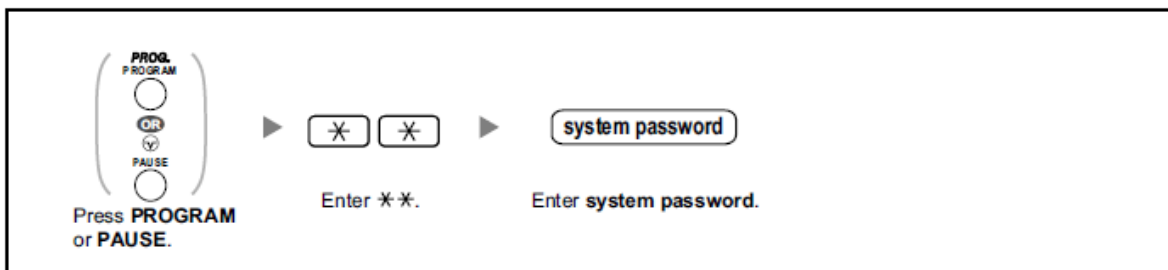 PROG.
PROGRAM
OR
PAUSE
Press PROGRAM
or PAUSE.
✳ ✳
Enter ✳✳.
system password
Enter system password.